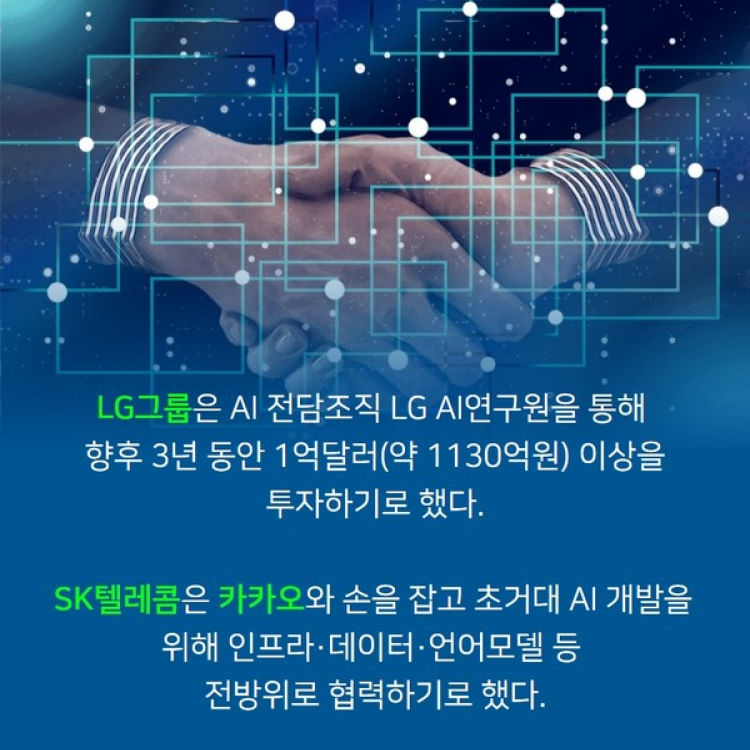 LG그룹은 AI 전담조직 LG AI연구원을 통해
향후 3년 동안 1억달러(약 1130억원) 이상을
투자하기로 했다.
SK텔레콤은 카카오와 손을 잡고 초거대 AI 개발을
위해 인프라·데이터·언어모델 등
전방위로 협력하기로 했다.